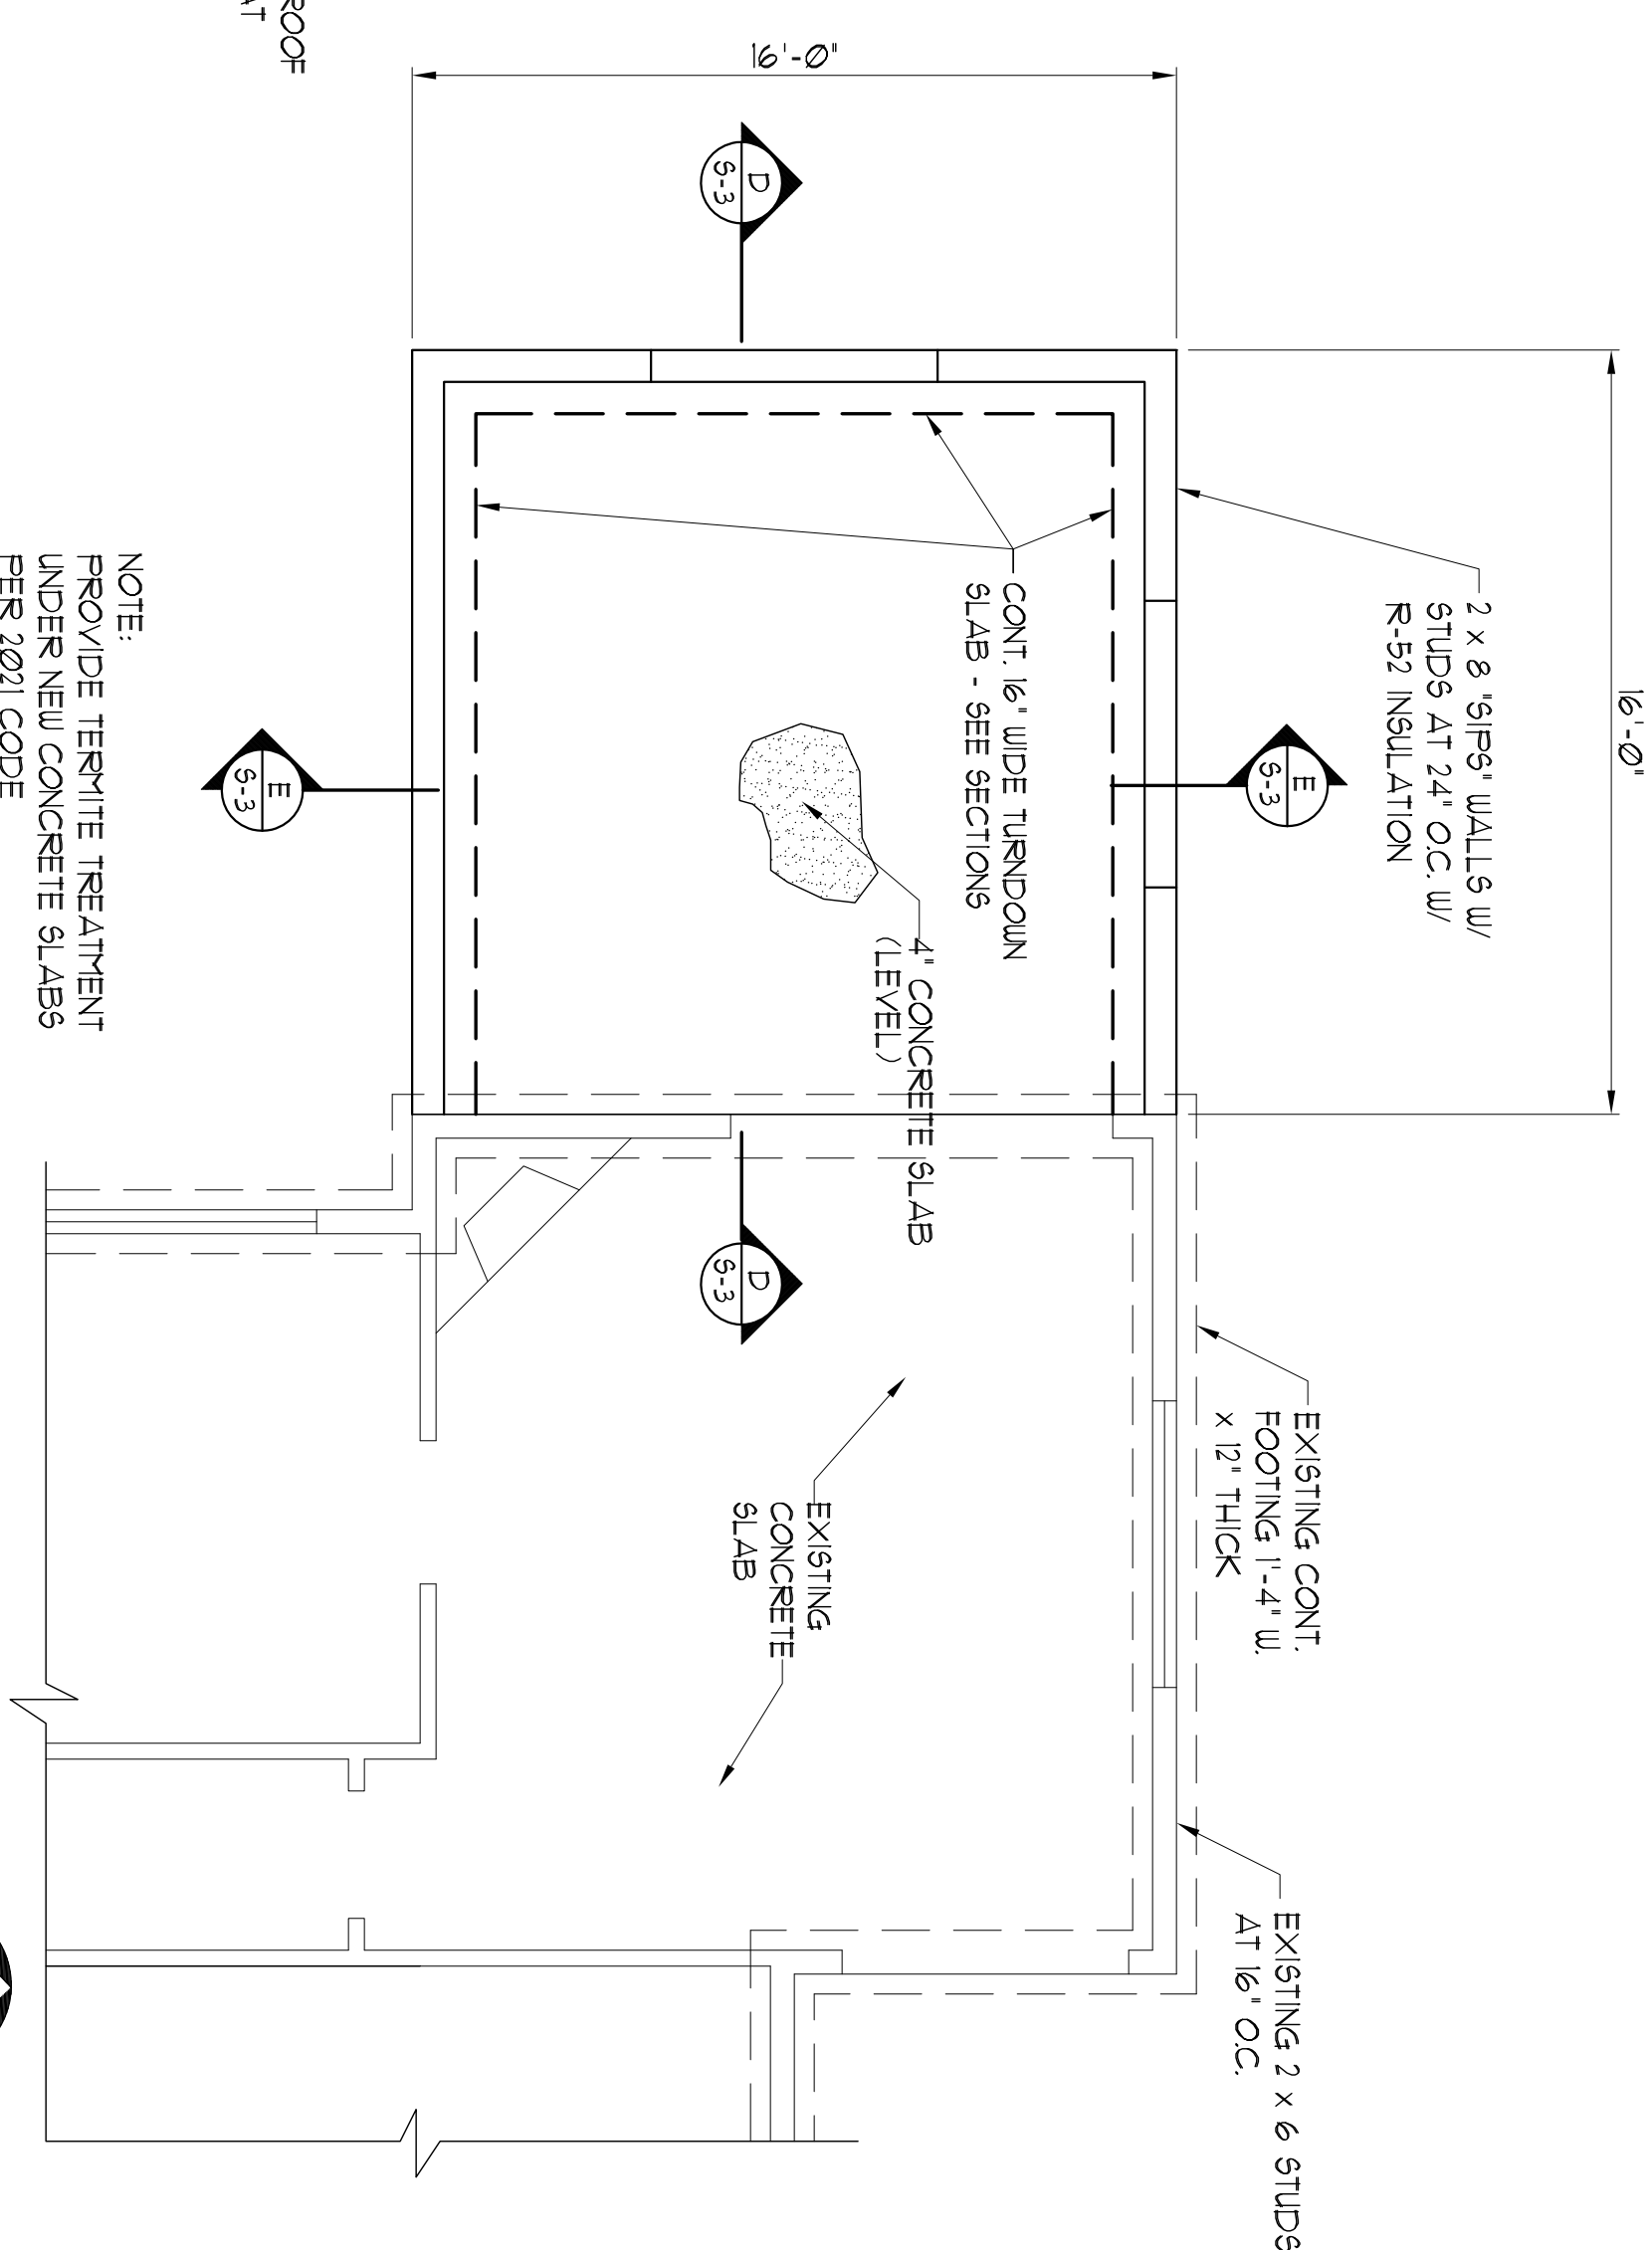 16'-0"
2 x 8 "SIPS" WALLS W/
STUDS AT 24" O.C. W/
R-52 INSULATION
EXISTING CONT.
FOOTING 1'-4" W.
x 12" THICK
EXISTING 2 x 6 STUDS
AT 16" O.C.
E
S-3
CONT. 16" WIDE TURNDOWN
SLAB - SEE SECTIONS
4" CONCRETE SLAB
(LEVEL)
EXISTING
CONCRETE
SLAB
16'-0"
D
S-3
D
S-3
E
S-3
ROOF
AT
NOTE:
PROVIDE TERMITE TREATMENT
UNDER NEW CONCRETE SLABS
PER 2021 CODE